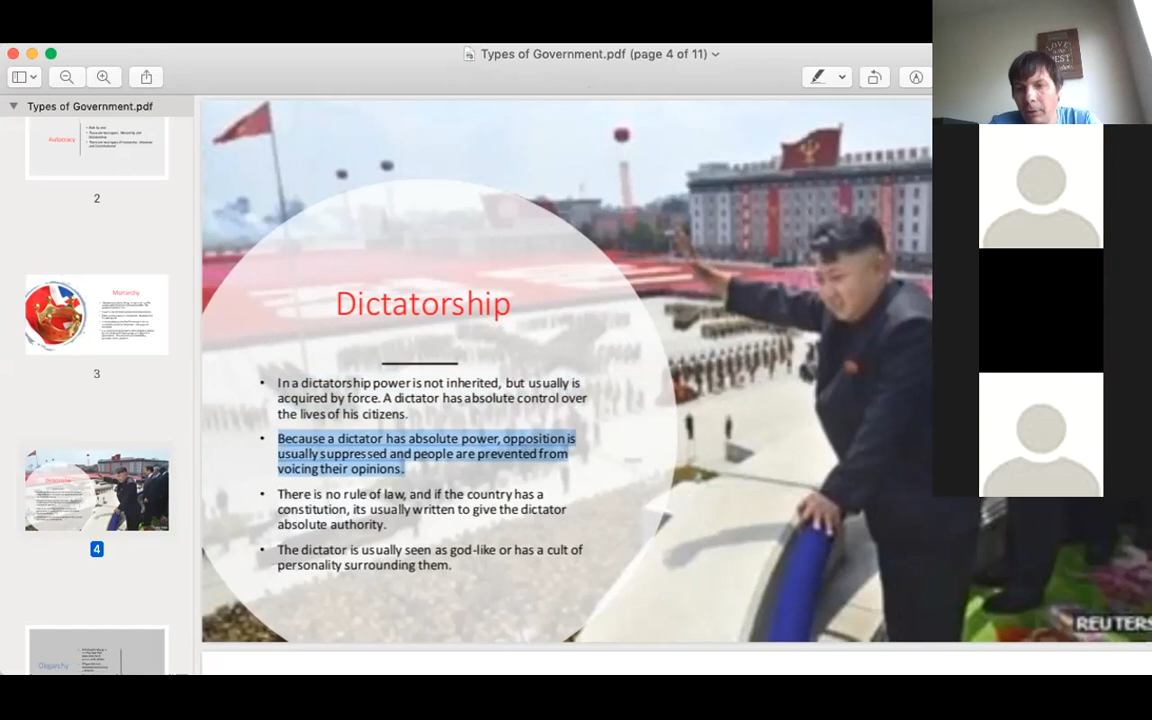 Types of Government.pdf (page 4 of 11)
Types of Government.pdf
Autocracy
2
Monarchy
3
4
Oligarchy
Dictatorship
• In a dictatorship power is not inherited, but usually is
acquired by force. A dictator has absolute control over
the lives of his citizens.
• Because a dictator has absolute power, opposition is
usually suppressed and people are prevented from
voicing their opinions.
• There is no rule of law, and if the country has a
constitution, its usually written to give the dictator
absolute authority.
• The dictator is usually seen as god-like or has a cult of
personality surrounding them.
REUTERS
LOVE